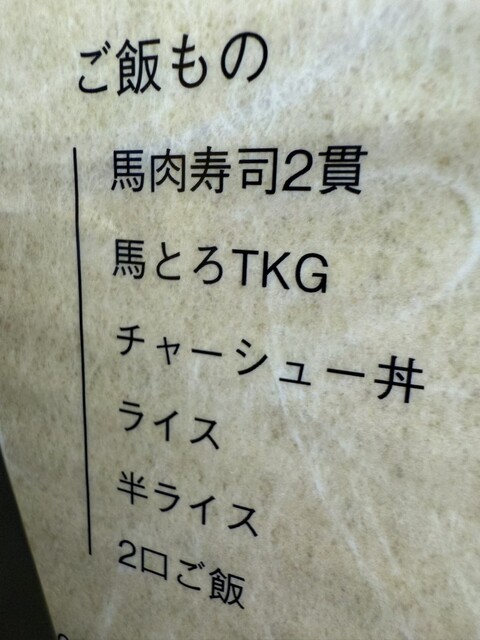 ご飯もの
馬肉寿司2貫
馬とろTKG
チャーシュー丼
ライス
半ライス
2口ご飯